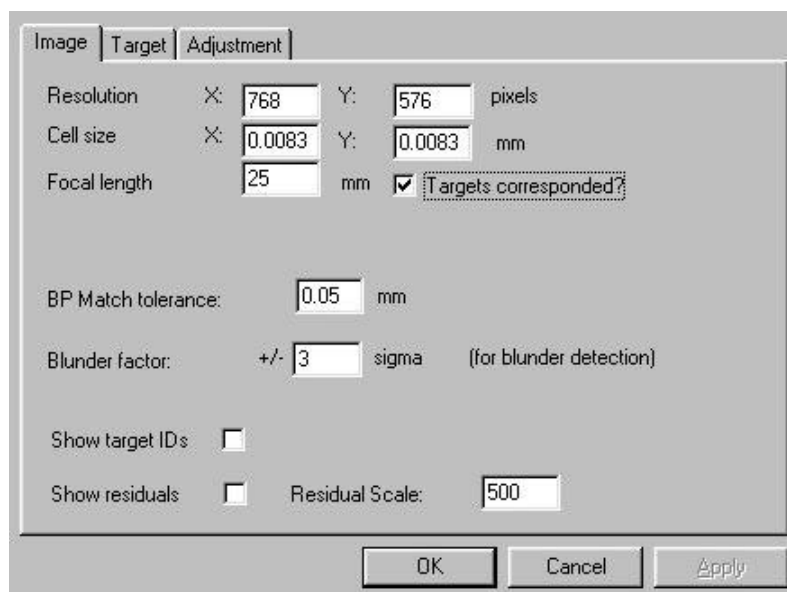 Image Target Adjustment
Resolution X: 768 Y: 576 pixels
Cell size X: 0.0083 Y: 0.0083 mm
Focal length 25 mm Targets corresponded?
BP Match tolerance: 0.05 mm
Blunder factor: +/- 3 sigma (for blunder detection)
Show target IDs
Show residuals Residual Scale: 500
OK Cancel Apply